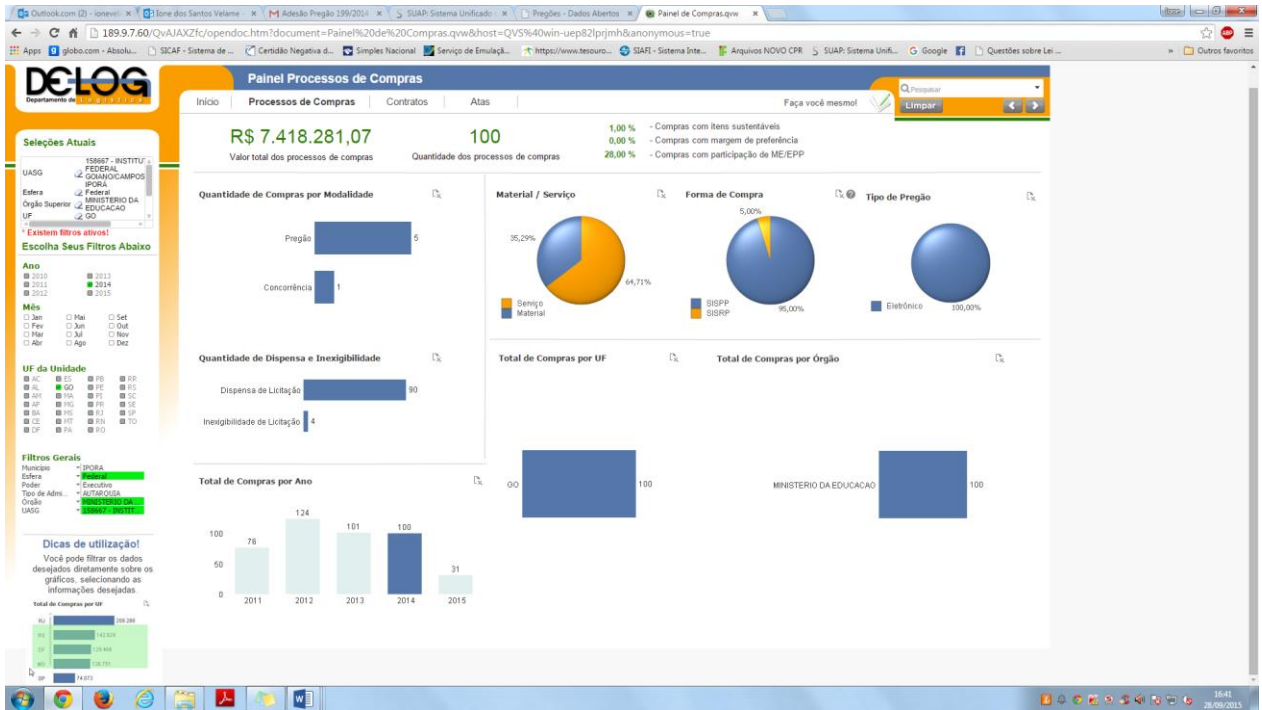 Outlook.com (2) - ionevel
Ione dos Santos Velame -
Adesão Pregão 199/2014
SUAP: Sistema Unificado
Pregões - Dados Abertos
Painel de Compras.qvw
189.9.7.60/QvAJAXZfc/opendoc.htm?document=Painel%20de%20Compras.qvw&host=QVS%40win-uep82lprjmh&anonymous=true
Apps
globo.com - Absolu...
SICAF - Sistema de ...
Certidão Negativa d...
Simples Nacional
Serviço de Emulaçã...
https://www.tesouro...
SIAFI - Sistema Inte...
Arquivos NOVO CPR
SUAP: Sistema Unifi...
Google
Questões sobre Lei ...
Outros favoritos
DELOG
Departamento de Logística
Painel Processos de Compras
Início
Processos de Compras
Contratos
Atas
Faça você mesmo!
Pesquisar
Limpar
Seleções Atuais
UASG
158667 - INSTITUT
FEDERAL
GOIANO/CAMPOS
IPORÁ
Esfera Federal
Órgão Superior MINISTERIO DA
EDUCACAO
UF GO
* Existem filtros ativos!
Escolha Seus Filtros Abaixo
Ano
2010 2013
2011 2014
2012 2015
Mês
Jan Mai Set
Fev Jun Out
Mar Jul Nov
Abr Ago Dez
UF da Unidade
AC ES PB RR
AL GO PE RS
AM MA PI SC
AP MG PR SE
BA MS RJ SP
CE MT RN TO
DF PA RO
Filtros Gerais
Município IPORA
Esfera Federal
Poder Executivo
Tipo de Admi... AUTARQUIA
Órgão MINISTERIO DA ...
UASG 158667 - INSTIT...
Dicas de utilização!
Você pode filtrar os dados
desejados diretamente sobre os
gráficos, selecionando as
informações desejadas.
Total de Compras por UF
RJ
DF
MG
SP 74.973
R$ 7.418.281,07
Valor total dos processos de compras
100
Quantidade dos processos de compras
1,00 % - Compras com itens sustentáveis
0,00 % - Compras com margem de preferência
28,00 % - Compras com participação de ME/EPP
Quantidade de Compras por Modalidade
Pregão 5
Concorrência 1
Material / Serviço
35,29%
64,71%
Serviço
Material
Forma de Compra
5,00%
95,00%
SISPP
SISRP
Tipo de Pregão
Eletrônico
100,00%
Quantidade de Dispensa e Inexigibilidade
Dispensa de Licitação 90
Inexigibilidade de Licitação 4
Total de Compras por UF
GO 100
Total de Compras por Órgão
MINISTERIO DA EDUCACAO 100
Total de Compras por Ano
100
50
0
76
124
101
100
31
2011 2012 2013 2014 2015
16:41
28/09/2015